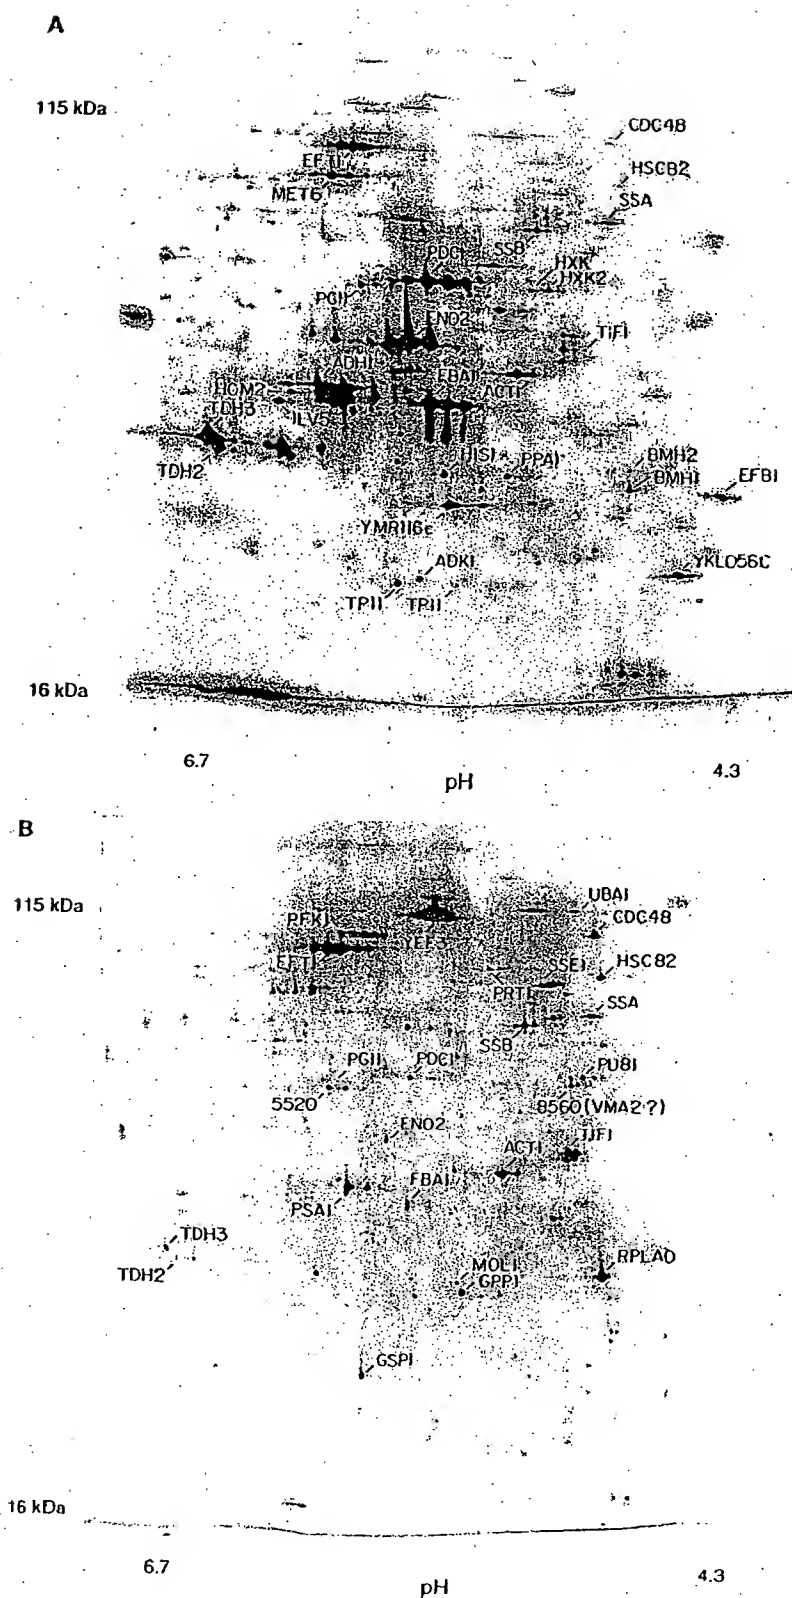 A
115 kDa
CDC48
EFT1
HSC82
MET6
SSA
PDC1
SSB
HXK
HXK2
PGI1
ENO2
TIF1
ADH1
FBA1
HOM2
ACT1
TDH3
ILV5
TDH2
HIS1
PPA1
BMH2
BMH1
EFB1
YMR116c
ADK1
YKL056C
TPI1
TPI1
16 kDa
6.7
4.3
pH
B
115 kDa
UBA1
PFK1
CDC48
YEF3
EFT1
SSE1
HSC82
PRT1
SSA
SSB
PGI1
PDC1
PU81
5520
8560 (VMA2?)
ENO2
TIF1
ACT1
FBA1
PSA1
TDH3
RPLA0
TDH2
MOL1
GPP1
GSP1
16 kDa
6.7
4.3
pH